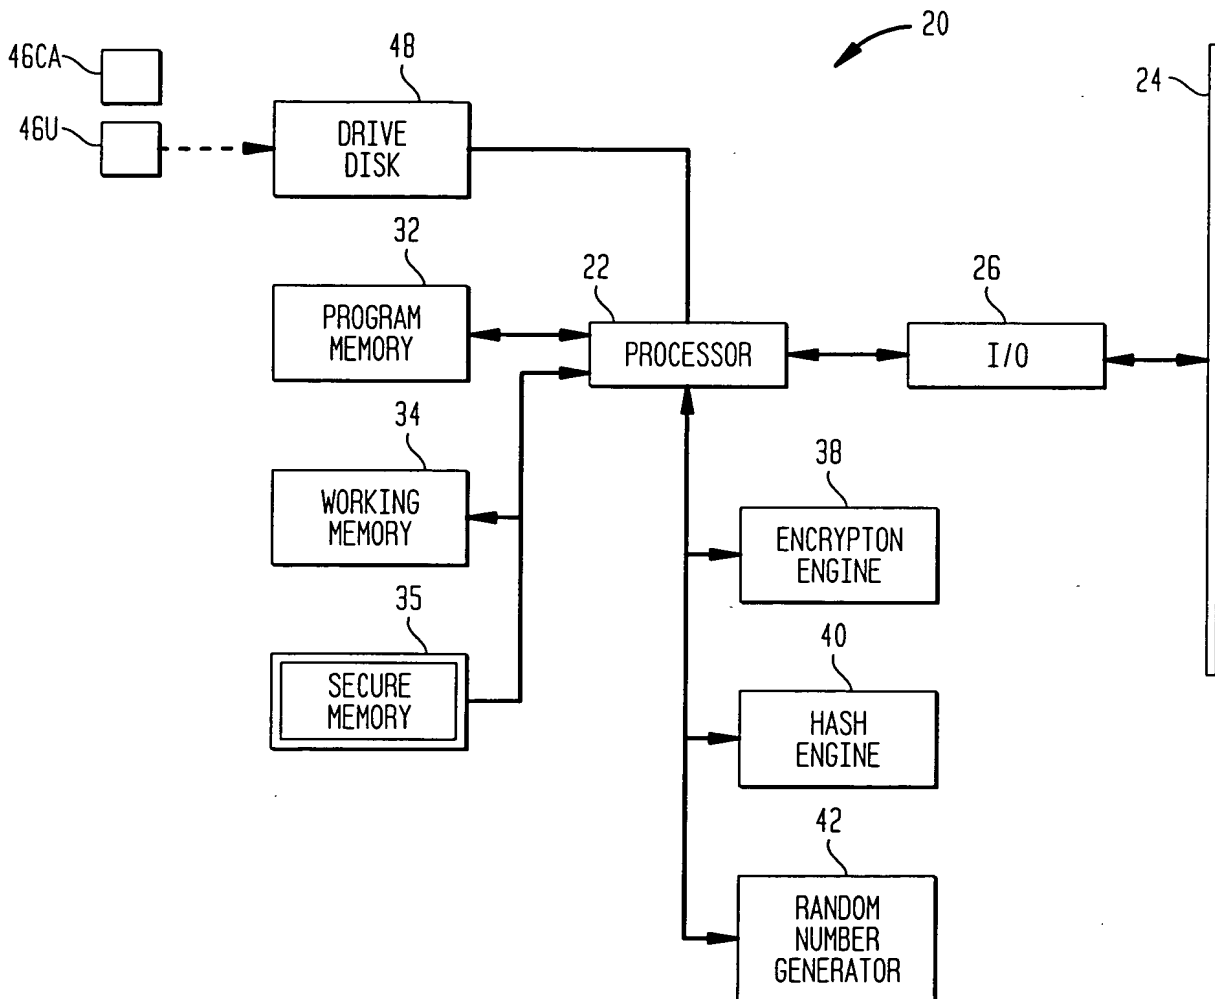 20
46CA
48
24
46U
DRIVE
DISK
32
22
26
PROGRAM
MEMORY
PROCESSOR
I/O
34
38
WORKING
MEMORY
ENCRYPTON
ENGINE
35
40
SECURE
MEMORY
HASH
ENGINE
42
RANDOM
NUMBER
GENERATOR